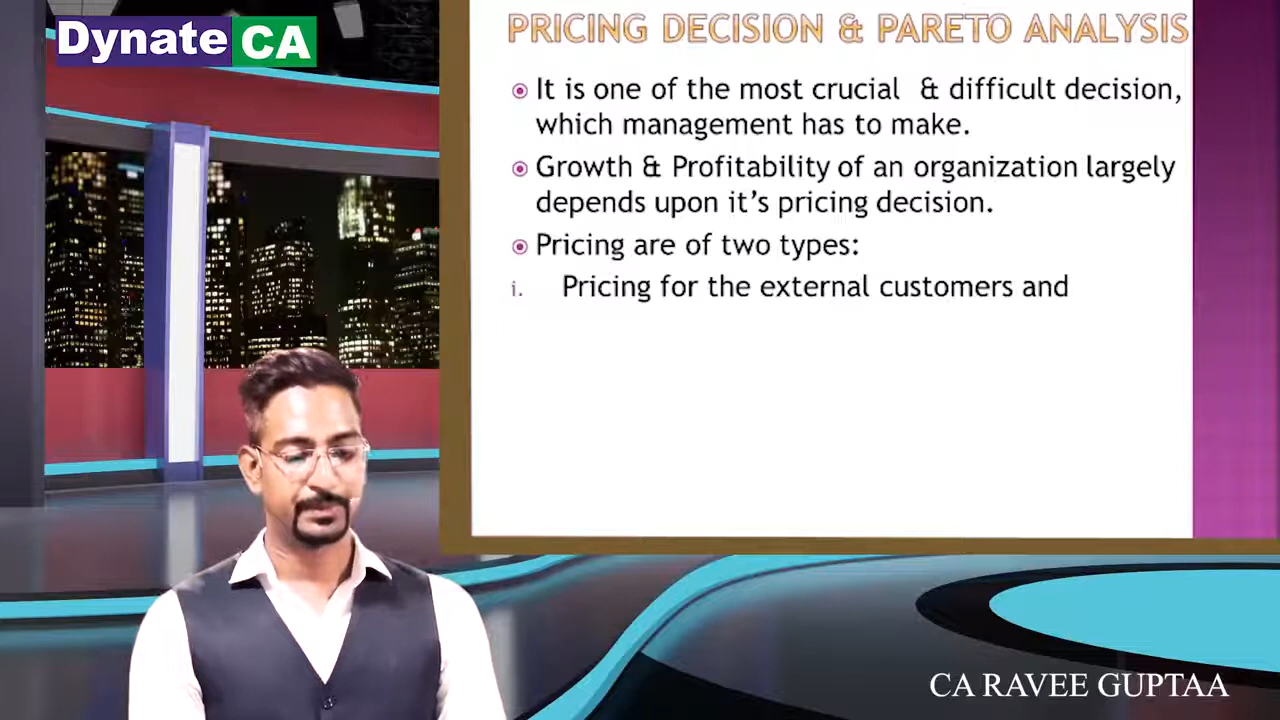 Dynate CA
PRICING DECISION & PARETO ANALYSIS
It is one of the most crucial & difficult decision,
which management has to make.
Growth & Profitability of an organization largely
depends upon it's pricing decision.
Pricing are of two types:
i. Pricing for the external customers and
CA RAVEE GUPTAA